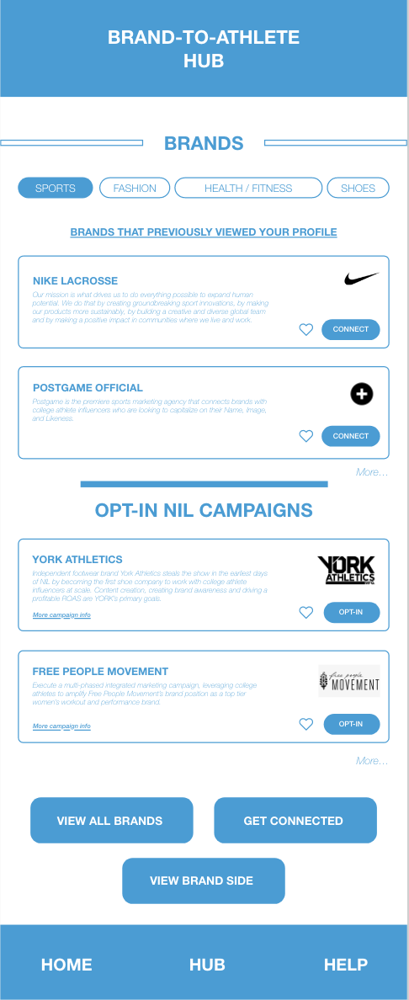 BRAND-TO-ATHLETE
HUB
BRANDS
SPORTS
FASHION
HEALTH / FITNESS
SHOES
BRANDS THAT PREVIOUSLY VIEWED YOUR PROFILE
NIKE LACROSSE
Our mission is what drives us to do everything possible to expand human
potential. We do that by creating groundbreaking sport innovations, by making
our products more sustainably, by building a creative and diverse global team
and by making a positive impact in communities where we live and work.
CONNECT
POSTGAME OFFICIAL
Postgame is the premiere sports marketing agency that connects brands with
college athlete influencers who are looking to capitalize on their Name, Image,
and Likeness.
CONNECT
More...
OPT-IN NIL CAMPAIGNS
YORK ATHLETICS
YORK
ATHLETICS
Independent footwear brand York Athletics steals the show in the earliest days
of NIL by becoming the first shoe company to work with college athlete
influencers at scale. Content creation, creating brand awareness and driving a
profitable ROAS are YORK's primary goals.
More campaign info
OPT-IN
FREE PEOPLE MOVEMENT
free people
MOVEMENT
Execute a multi-phased integrated marketing campaign, leveraging college
athletes to amplify Free People Movement's brand position as a top tier
women's workout and performance brand.
More campaign info
OPT-IN
More...
VIEW ALL BRANDS
GET CONNECTED
VIEW BRAND SIDE
HOME
HUB
HELP